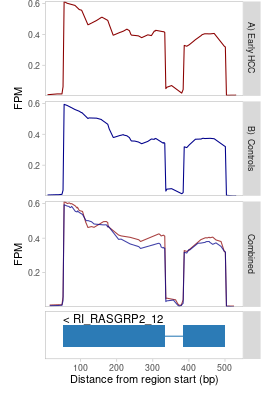 0.6
0.4
0.2
A) Early HCC
FPM
0.6
0.4
0.2
B): Controls
0.6
0.4
0.2
FPM
Combined
< RI_RASGRP2_12
100 200 300 400 500
Distance from region start (bp)